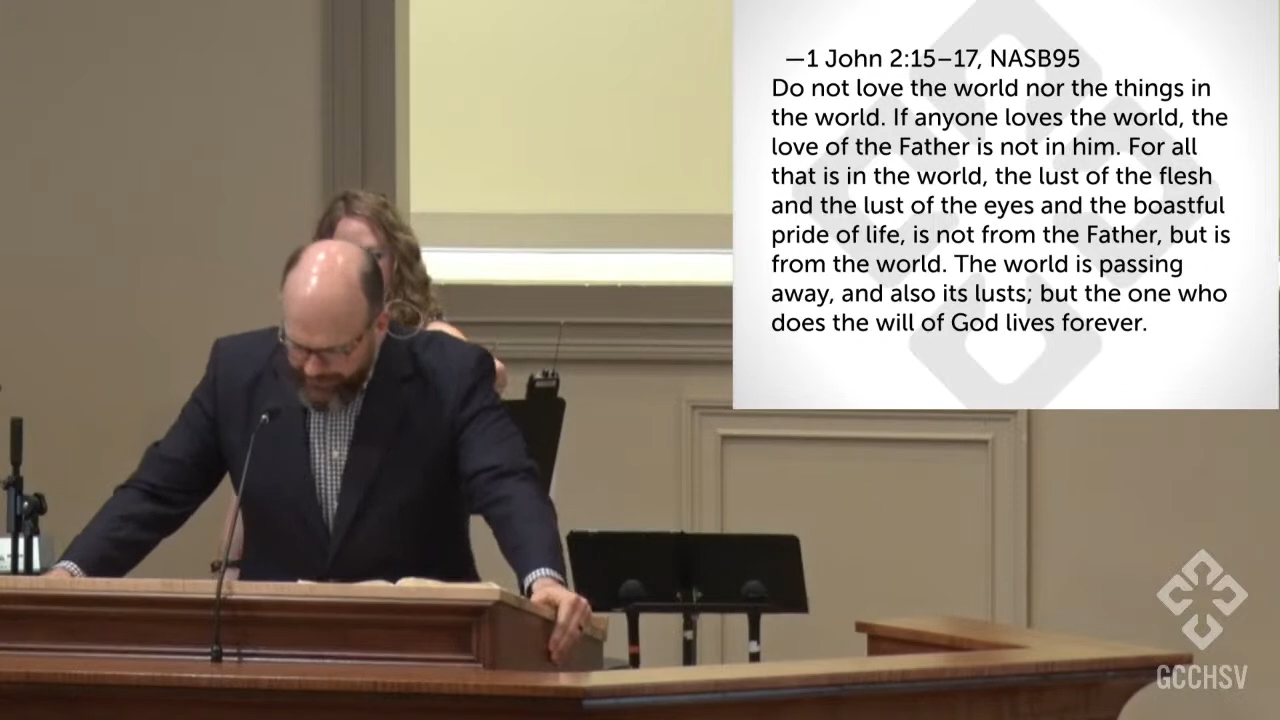 —1 John 2:15–17, NASB95
Do not love the world nor the things in
the world. If anyone loves the world, the
love of the Father is not in him. For all
that is in the world, the lust of the flesh
and the lust of the eyes and the boastful
pride of life, is not from the Father, but is
from the world. The world is passing
away, and also its lusts; but the one who
does the will of God lives forever.
GCCHSV